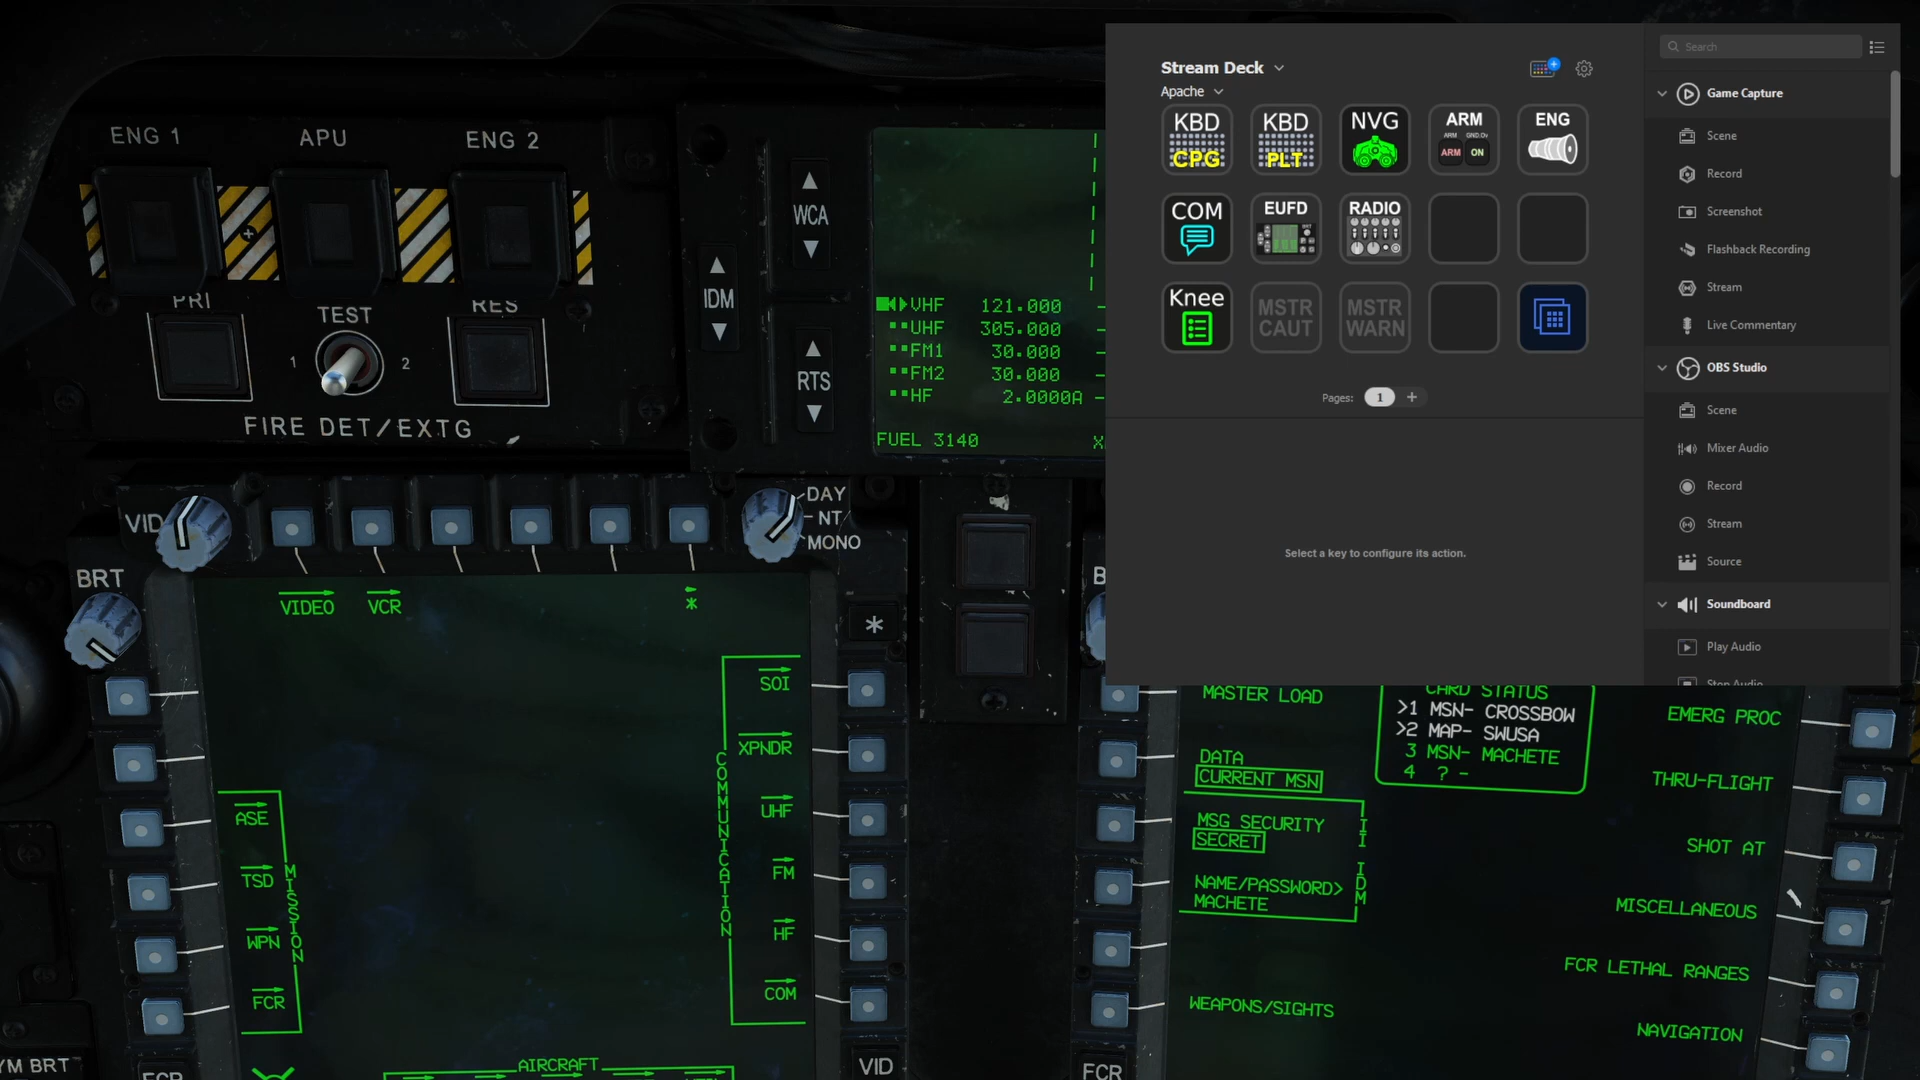 ENG 1
APU
ENG 2
PRI
TEST
RES
1
2
FIRE DET/EXTG
WCA
IDM
RTS
VHF 121.000
UHF 305.000
FM1 30.000
FM2 30.000
HF 2.0000A
FUEL 3140
VID
DAY
NT
MONO
BRT
VIDEO
VCR
*
*
SOI
XPNDR
UHF
FM
HF
COM
COMMUNICATION
ASE
TSD
WPN
FCR
MISSION
AIRCRAFT
VID
FCR
Stream Deck
Apache
KBD
CPG
KBD
PLT
NVG
ARM
ARM
ON
ENG
COM
EUFD
RADIO
Knee
MSTR
CAUT
MSTR
WARN
Pages: 1 +
Select a key to configure its action.
Search
Game Capture
Scene
Record
Screenshot
Flashback Recording
Stream
Live Commentary
OBS Studio
Scene
Mixer Audio
Record
Stream
Source
Soundboard
Play Audio
Stop Audio
MASTER LOAD
DATA
CURRENT MSN
MSG SECURITY
SECRET
NAME/PASSWORD>
MACHETE
IDM
WEAPONS/SIGHTS
CARD STATUS
>1 MSN- CROSSBOW
>2 MAP- SWUSA
3 MSN- MACHETE
4 ? -
EMERG PROC
THRU-FLIGHT
SHOT AT
MISCELLANEOUS
FCR LETHAL RANGES
NAVIGATION